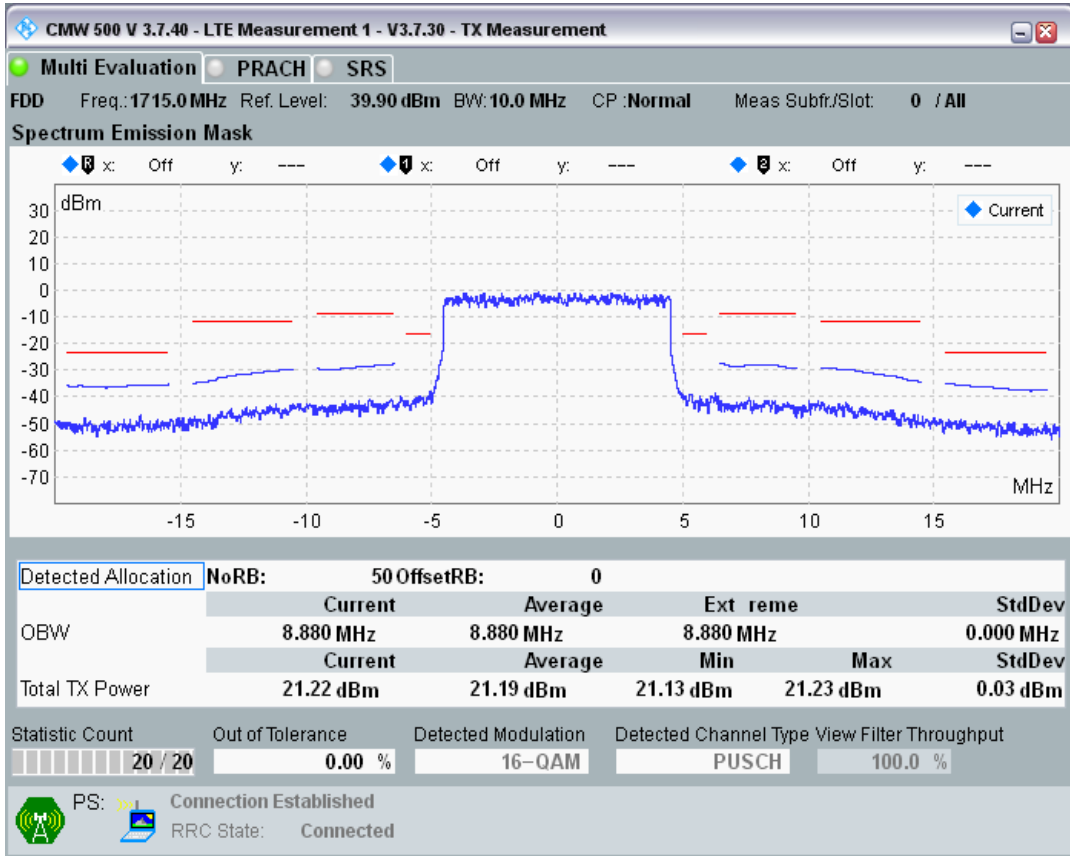 CMW 500 V 3.7.40 - LTE Measurement 1 - V3.7.30 - TX Measurement
Multi Evaluation PRACH SRS
FDD Freq.:1715.0 MHz Ref. Level: 39.90 dBm BW:10.0 MHz CP :Normal Meas Subfr./Slot: 0 / All
Spectrum Emission Mask
R x: Off y: --- 1 x: Off y: --- 2 x: Off y: ---
dBm
Current
30
20
10
0
-10
-20
-30
-40
-50
-60
-70
MHz
-15 -10 -5 0 5 10 15
Detected Allocation NoRB: 50 OffsetRB: 0
Current Average Ext reme StdDev
OBW 8.880 MHz 8.880 MHz 8.880 MHz 0.000 MHz
Current Average Min Max StdDev
Total TX Power 21.22 dBm 21.19 dBm 21.13 dBm 21.23 dBm 0.03 dBm
Statistic Count Out of Tolerance Detected Modulation Detected Channel Type View Filter Throughput
20 / 20 0.00 % 16-QAM PUSCH 100.0 %
PS: Connection Established
RRC State: Connected